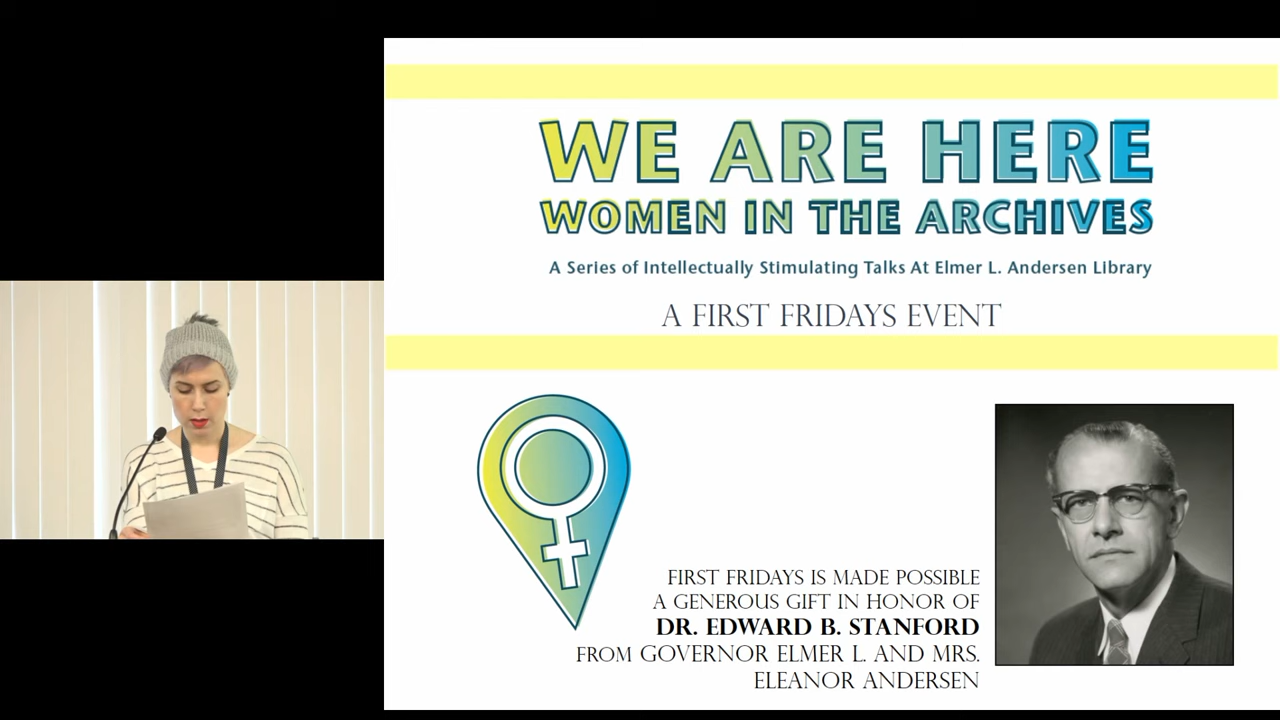 WE ARE HERE
WOMEN IN THE ARCHIVES
A Series of Intellectually Stimulating Talks At Elmer L. Andersen Library
A FIRST FRIDAYS EVENT
FIRST FRIDAYS IS MADE POSSIBLE
A GENEROUS GIFT IN HONOR OF
DR. EDWARD B. STANFORD
FROM GOVERNOR ELMER L. AND MRS.
ELEANOR ANDERSEN